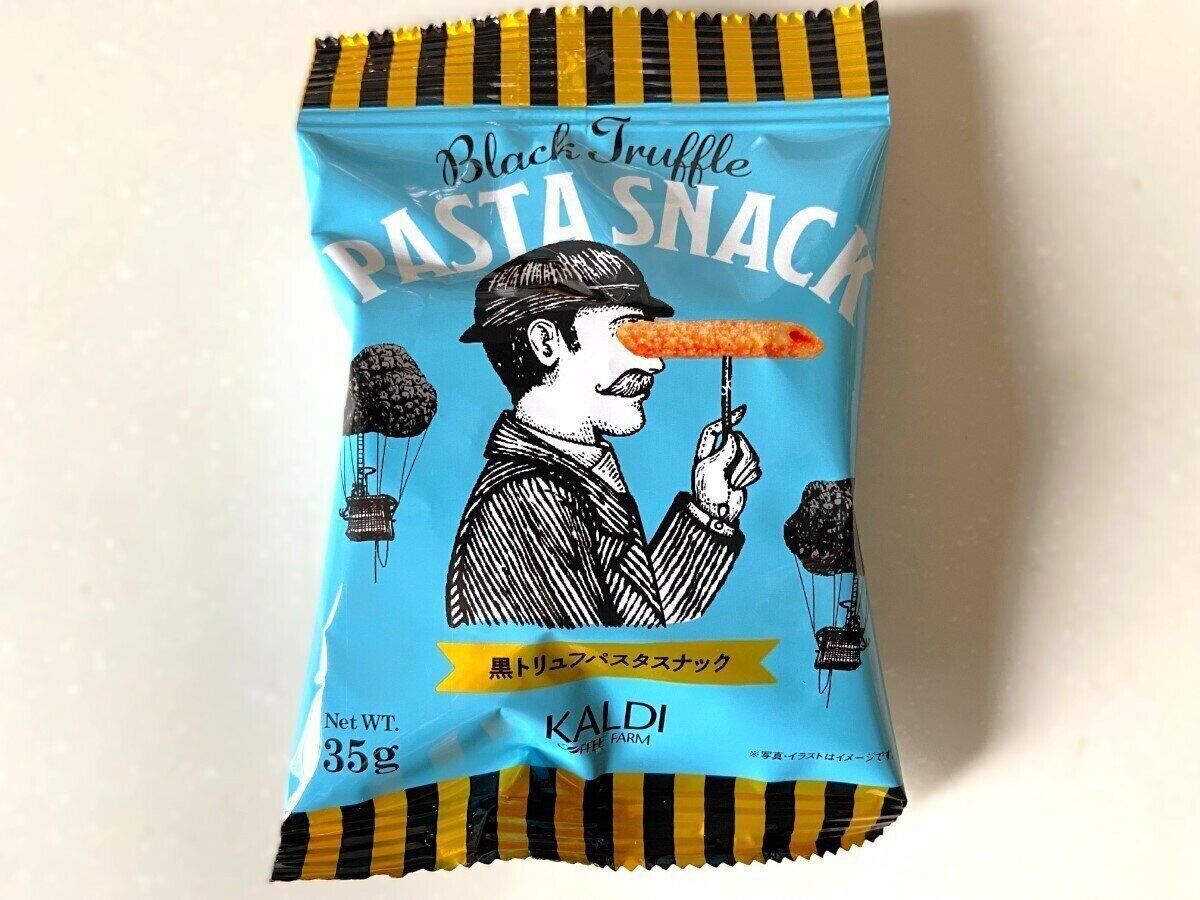 Black Truffle
PASTA SNACK
黒トリュフパスタスナック
KALDI
COFFEE FARM
Net WT.
35g
※写真・イラストはイメージです。